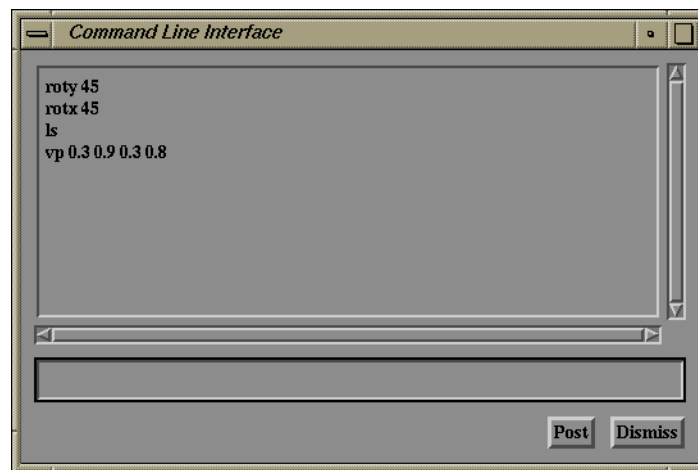 Command Line Interface
roty 45
rotx 45
ls
vp 0.3 0.9 0.3 0.8
Post Dismiss